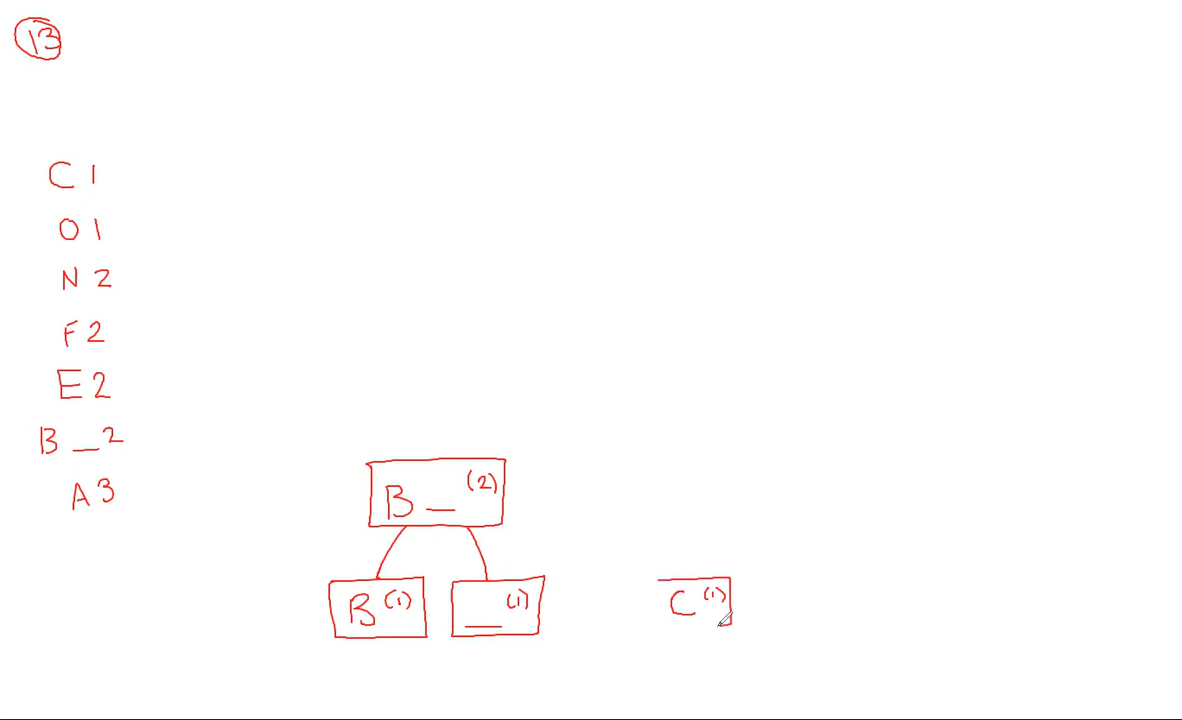 13
C 1
O 1
N 2
F 2
E 2
B _ 2
A 3
B _ (2)
B (1)
_ (1)
C (1)